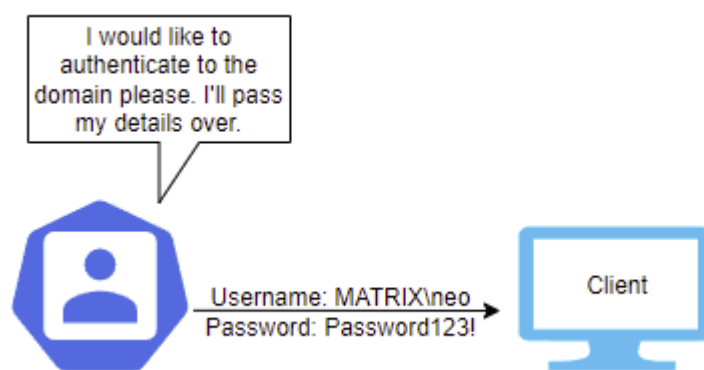 I would like to
authenticate to the
domain please. I'll pass
my details over.
Username: MATRIX\neo
Password: Password123!
Client